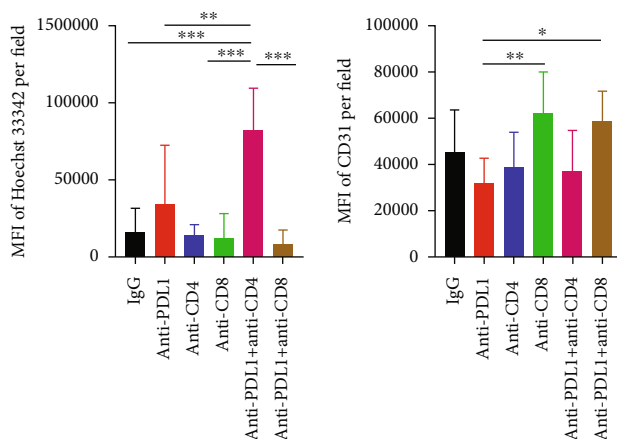 MFI of Hoechst 33342 per field
1500000
100000
50000
0
**
***
***
***
IgG
Anti-PDL1
Anti-CD4
Anti-CD8
Anti-PDL1+anti-CD4
Anti-PDL1+anti-CD8
MFI of CD31 per field
100000
80000
60000
40000
20000
0
*
**
IgG
Anti-PDL1
Anti-CD4
Anti-CD8
Anti-PDL1+anti-CD4
Anti-PDL1+anti-CD8